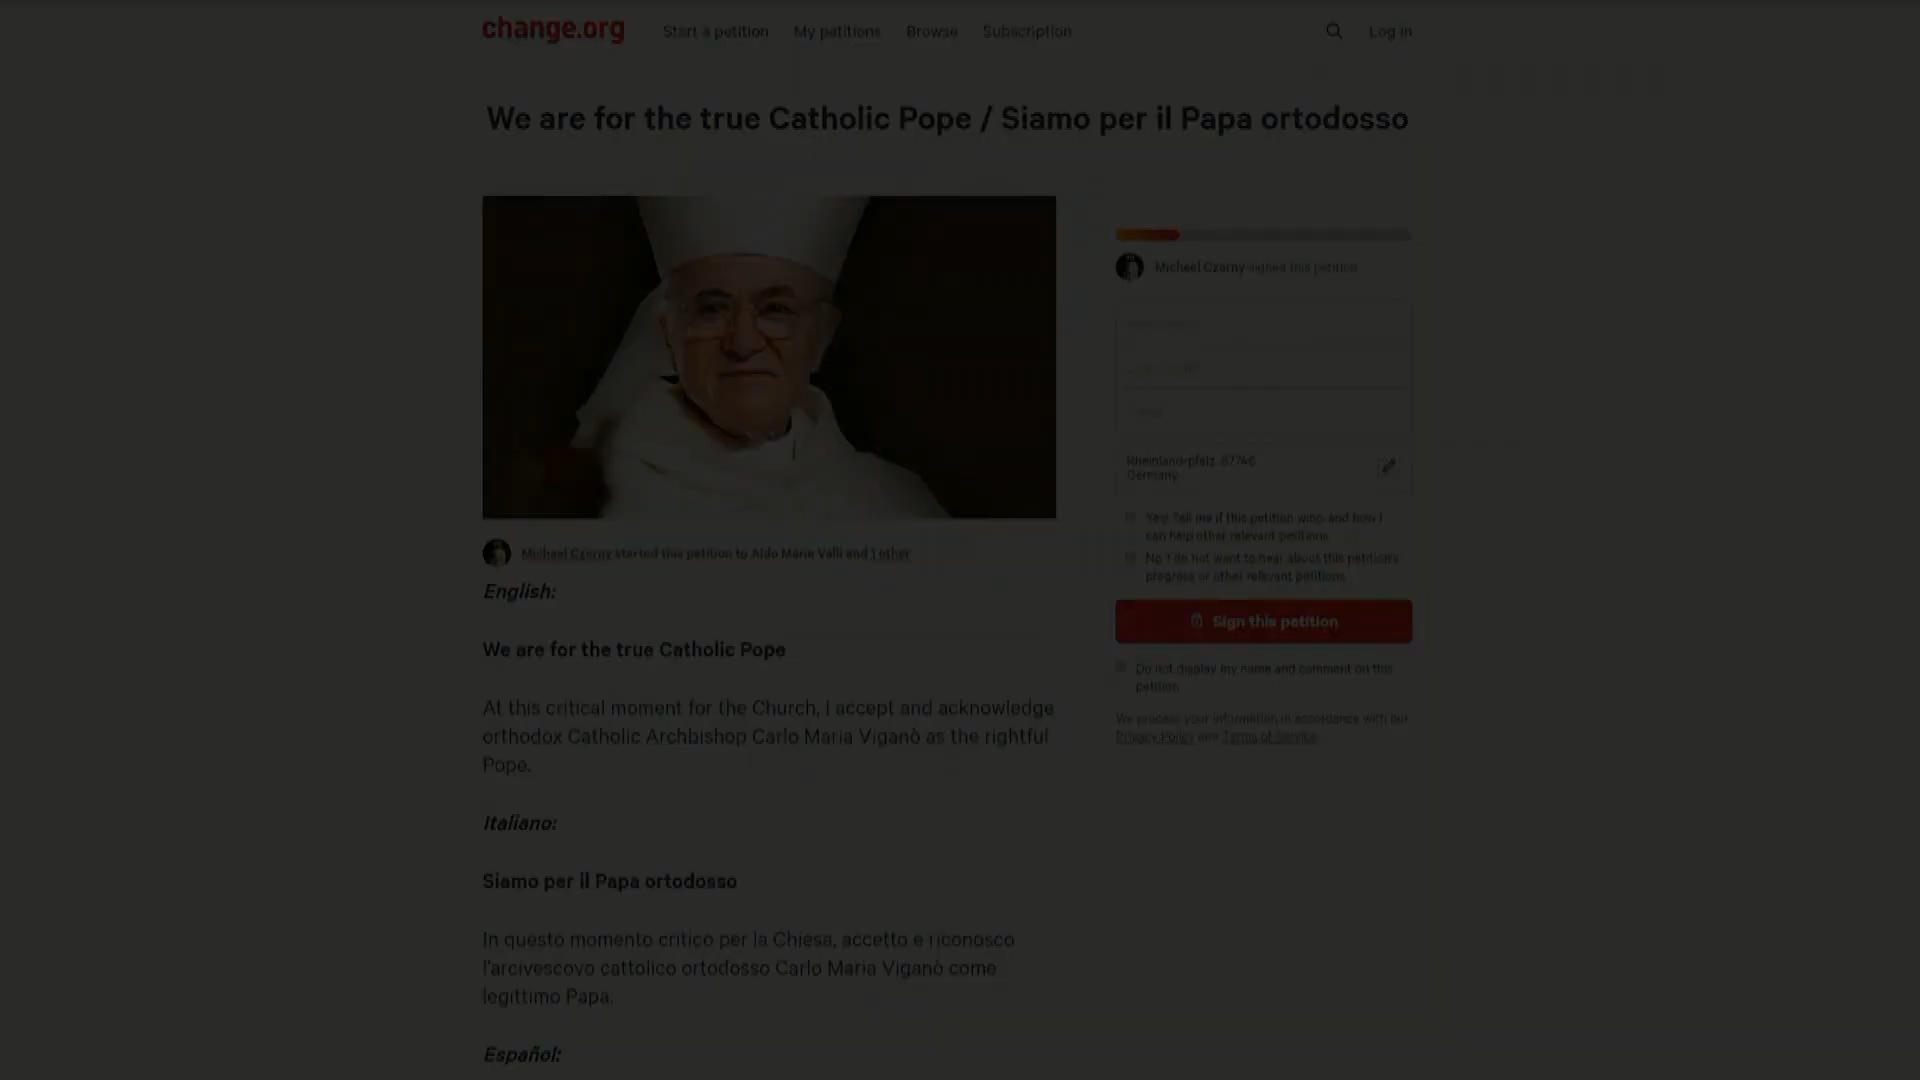 change.org
Start a petition
My petitions
Browse
Subscription
Log in
We are for the true Catholic Pope / Siamo per il Papa ortodosso
Michael Czerny signed this petition
Rheinland-pfalz,
Germany
Yes! Tell me if this petition wins and how I
can help other relevant petitions
No. I do not want to hear about this petition's
progress or other relevant petitions
Sign this petition
Do not display my name and comment on this
petition
We process your information in accordance with our
Privacy Policy and Terms of Service
Michael Czerny started this petition to Aldo Maria Valli and 1 other
English:
We are for the true Catholic Pope
At this critical moment for the Church, I accept and acknowledge
orthodox Catholic Archbishop Carlo Maria Viganò as the rightful
Pope.
Italiano:
Siamo per il Papa ortodosso
In questo momento critico per la Chiesa, accetto e riconosco
l'arcivescovo cattolico ortodosso Carlo Maria Viganò come
legittimo Papa.
Español: